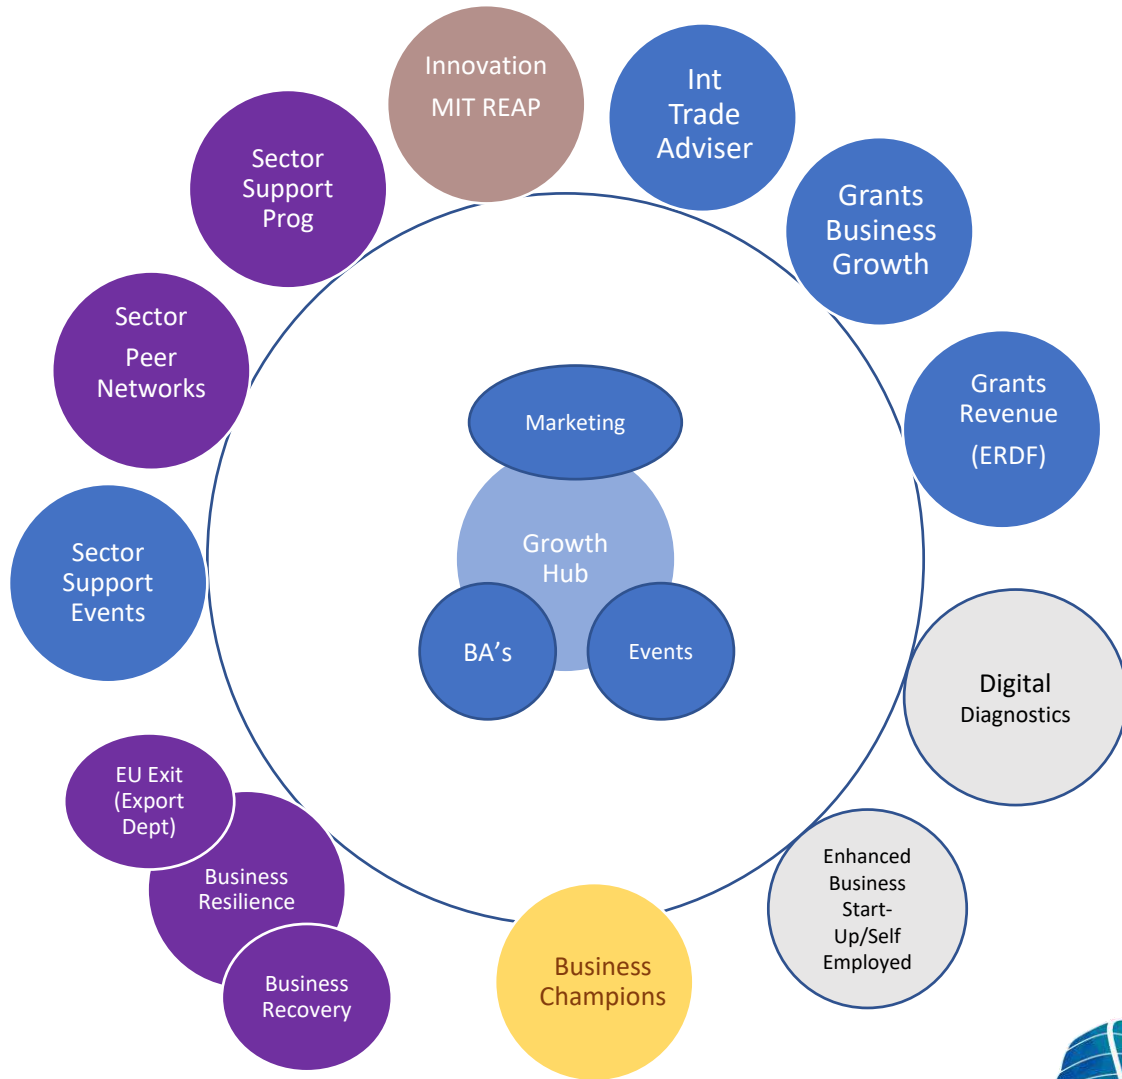 Innovation
MIT REAP
Int
Trade
Adviser
Sector
Support
Prog
Grants
Business
Growth
Sector
Peer
Networks
Grants
Revenue
(ERDF)
Marketing
Growth
Hub
BA's
Events
Sector
Support
Events
Digital
Diagnostics
EU Exit
(Export
Dept)
Business
Resilience
Business
Recovery
Business
Champions
Enhanced
Business
Start-
Up/Self
Employed